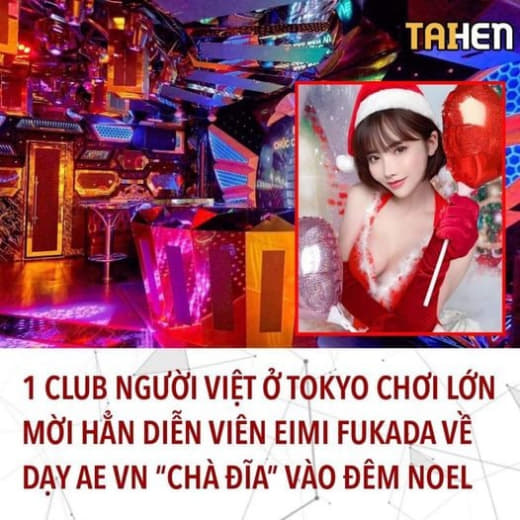 TAHEN
CHÚC
1 CLUB NGƯỜI VIỆT Ở TOKYO CHƠI LỚN
MỜI HẲN DIỄN VIÊN EIMI FUKADA VỀ
DẠY AE VN “CHÀ ĐĨA” VÀO ĐÊM NOEL